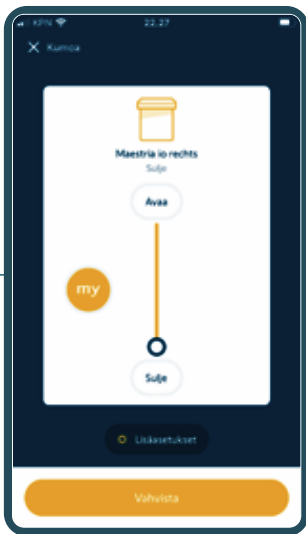 KPN
22.27
Kumoa
Maestria io rechts
Sulje
Avaa
my
Sulje
Lisäasetukset
Vahvista